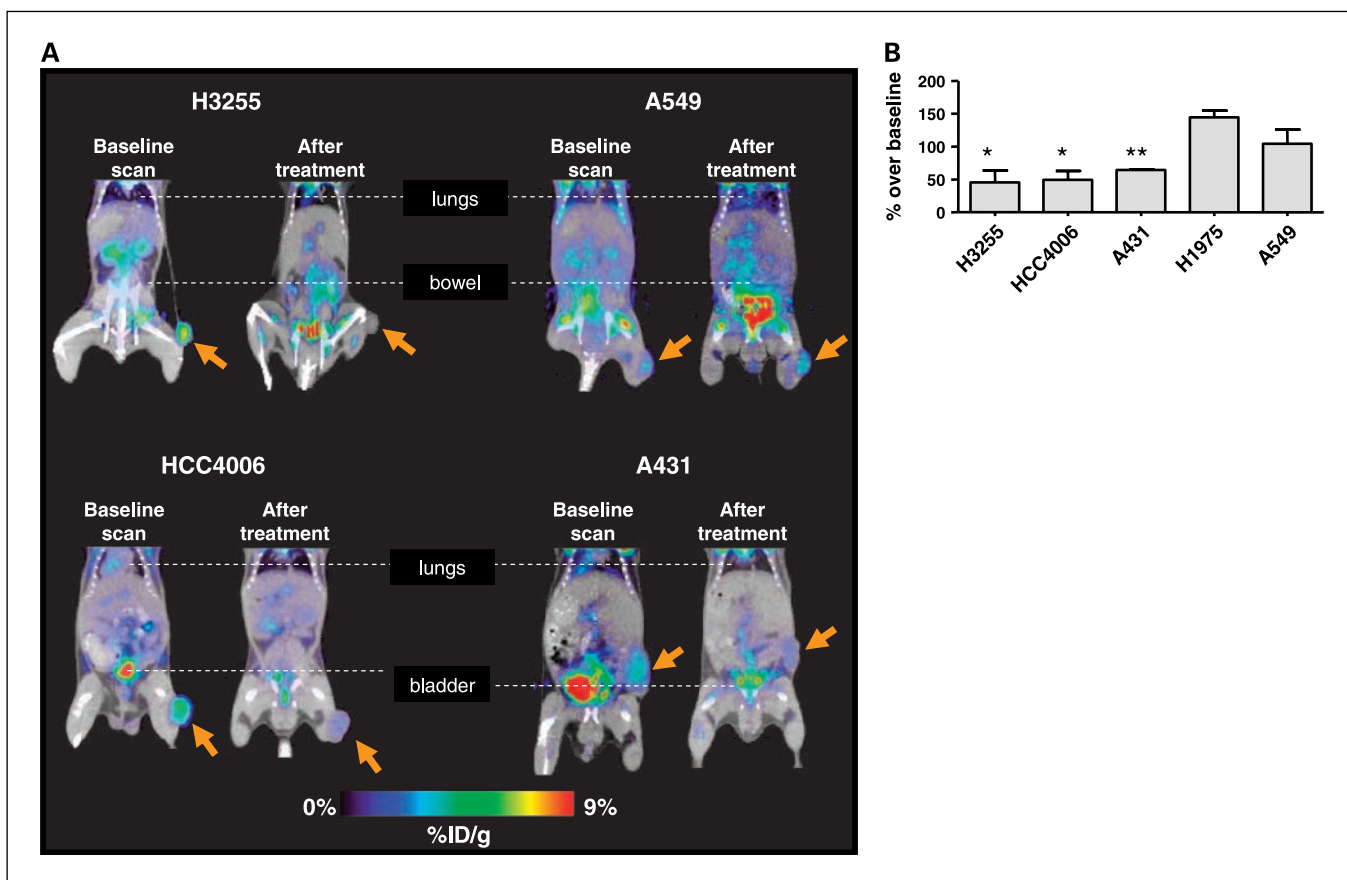 A
H3255
A549
Baseline scan
After treatment
Baseline scan
After treatment
lungs
bowel
HCC4006
A431
Baseline scan
After treatment
Baseline scan
After treatment
lungs
bladder
0%
9%
%ID/g
B
% over baseline
200
150
100
50
0
*
*
**
H3255
HCC4006
A431
H1975
A549